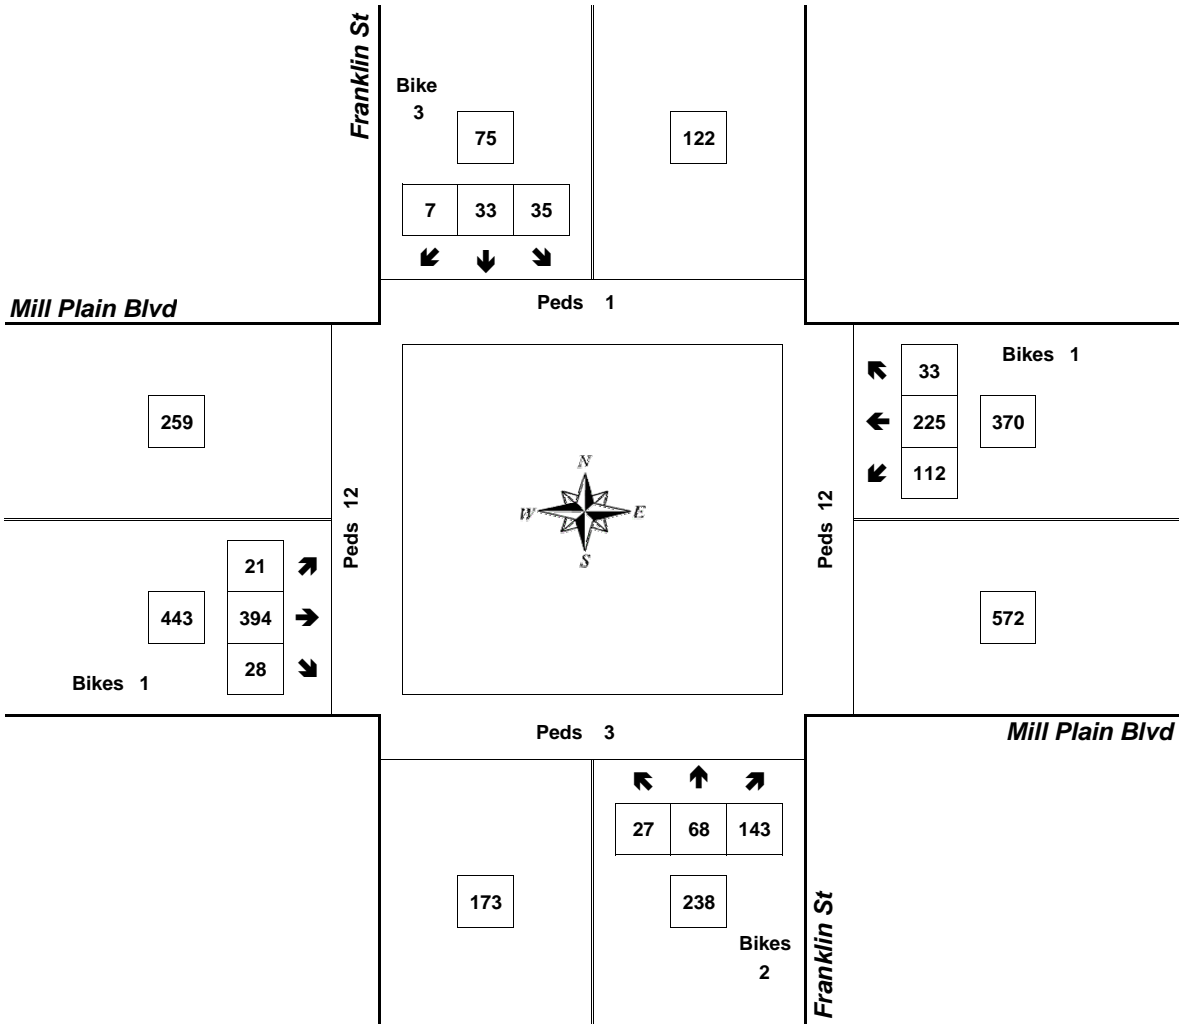 Franklin St
Bike
3
75
122
7 33 35
Mill Plain Blvd
Peds 1
33
Bikes 1
259
225
370
112
N
W E
S
Peds 12
Peds 12
21
443
394
572
28
Bikes 1
Peds 3
Mill Plain Blvd
27 68 143
173
238
Bikes
2
Franklin St